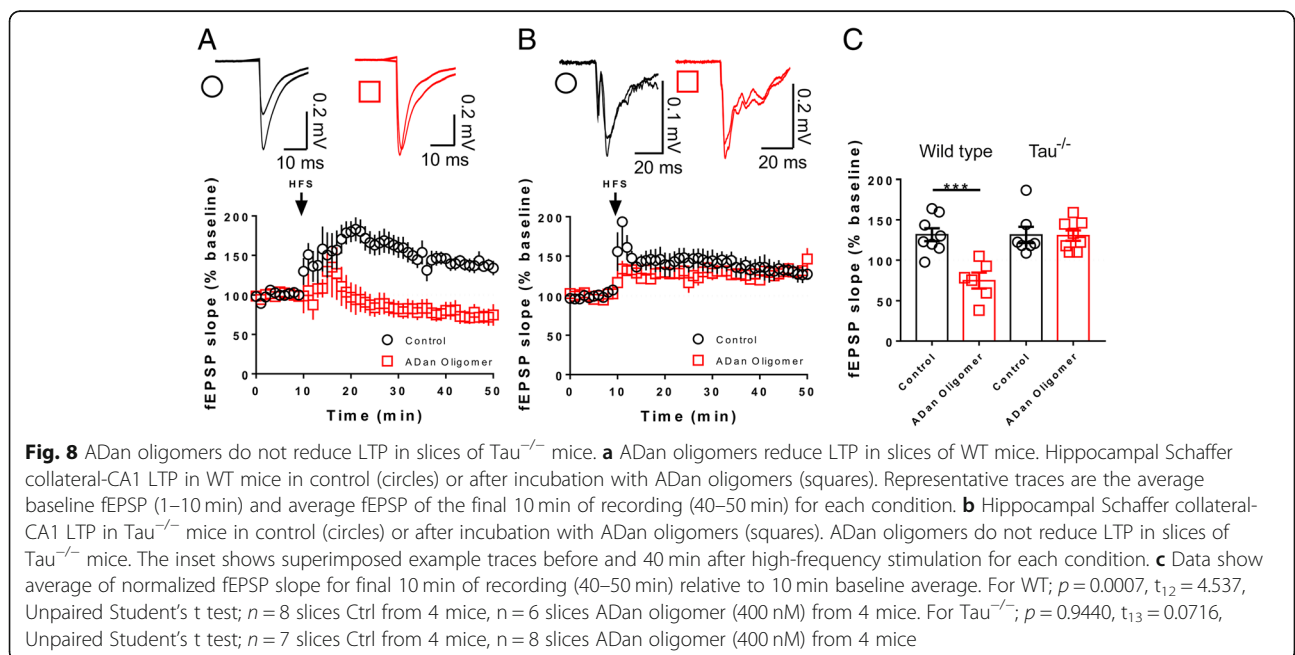 A
B
C
0.2 mV
10 ms
0.2 mV
10 ms
0.1 mV
20 ms
0.2 mV
20 ms
HFS
fEPSP slope (% baseline)
200
150
100
50
0
Control
ADan Oligomer
0 10 20 30 40 50
Time (min)
HFS
fEPSP slope (% baseline)
200
150
100
50
0
Control
ADan Oligomer
0 10 20 30 40 50
Time (min)
Wild type Tau−/−
***
fEPSP slope (% baseline)
200
150
100
50
0
Control
ADan Oligomer
Control
ADan Oligomer
Fig. 8 ADan oligomers do not reduce LTP in slices of Tau−/− mice. a ADan oligomers reduce LTP in slices of WT mice. Hippocampal Schaffer
collateral-CA1 LTP in WT mice in control (circles) or after incubation with ADan oligomers (squares). Representative traces are the average
baseline fEPSP (1–10 min) and average fEPSP of the final 10 min of recording (40–50 min) for each condition. b Hippocampal Schaffer collateral-
CA1 LTP in Tau−/− mice in control (circles) or after incubation with ADan oligomers (squares). ADan oligomers do not reduce LTP in slices of
Tau−/− mice. The inset shows superimposed example traces before and 40 min after high-frequency stimulation for each condition. c Data show
average of normalized fEPSP slope for final 10 min of recording (40–50 min) relative to 10 min baseline average. For WT; p = 0.0007, t12 = 4.537,
Unpaired Student's t test; n = 8 slices Ctrl from 4 mice, n = 6 slices ADan oligomer (400 nM) from 4 mice. For Tau−/−; p = 0.9440, t13 = 0.0716,
Unpaired Student's t test; n = 7 slices Ctrl from 4 mice, n = 8 slices ADan oligomer (400 nM) from 4 mice